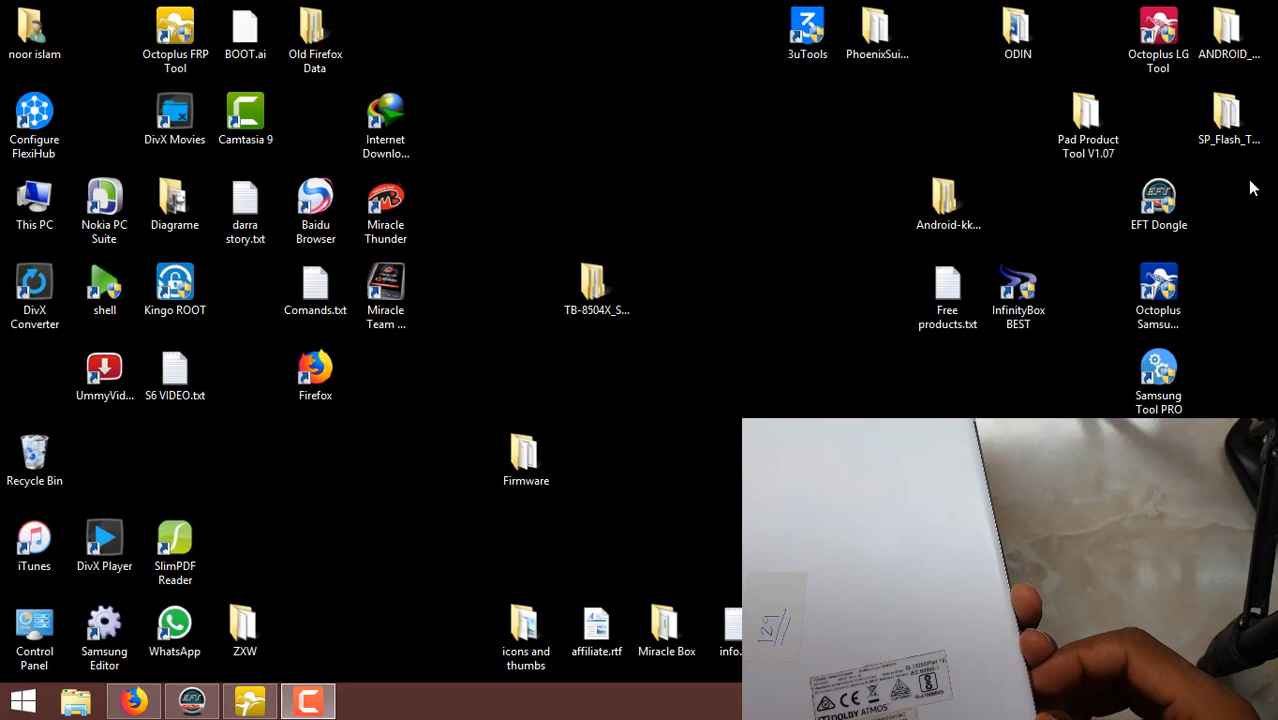 noor islam
Octoplus FRP
Tool
BOOT.ai
Old Firefox
Data
3uTools
PhoenixSui...
ODIN
Octoplus LG
Tool
ANDROID_...
Configure
FlexiHub
DivX Movies
Camtasia 9
Internet
Downlo...
Pad Product
Tool V1.07
SP_Flash_T...
This PC
Nokia PC
Suite
Diagrame
darra
story.txt
Baidu
Browser
Miracle
Thunder
Android-kk...
EFT Dongle
DivX
Converter
shell
Kingo ROOT
Comands.txt
Miracle
Team ...
TB-8504X_S...
Free
products.txt
InfinityBox
BEST
Octoplus
Samsu...
UmmyVid...
S6 VIDEO.txt
Firefox
Samsung
Tool PRO
Recycle Bin
Firmware
iTunes
DivX Player
SlimPDF
Reader
Control
Panel
Samsung
Editor
WhatsApp
ZXW
icons and
thumbs
affiliate.rtf
Miracle Box
info.
129
DOLBY ATMOS